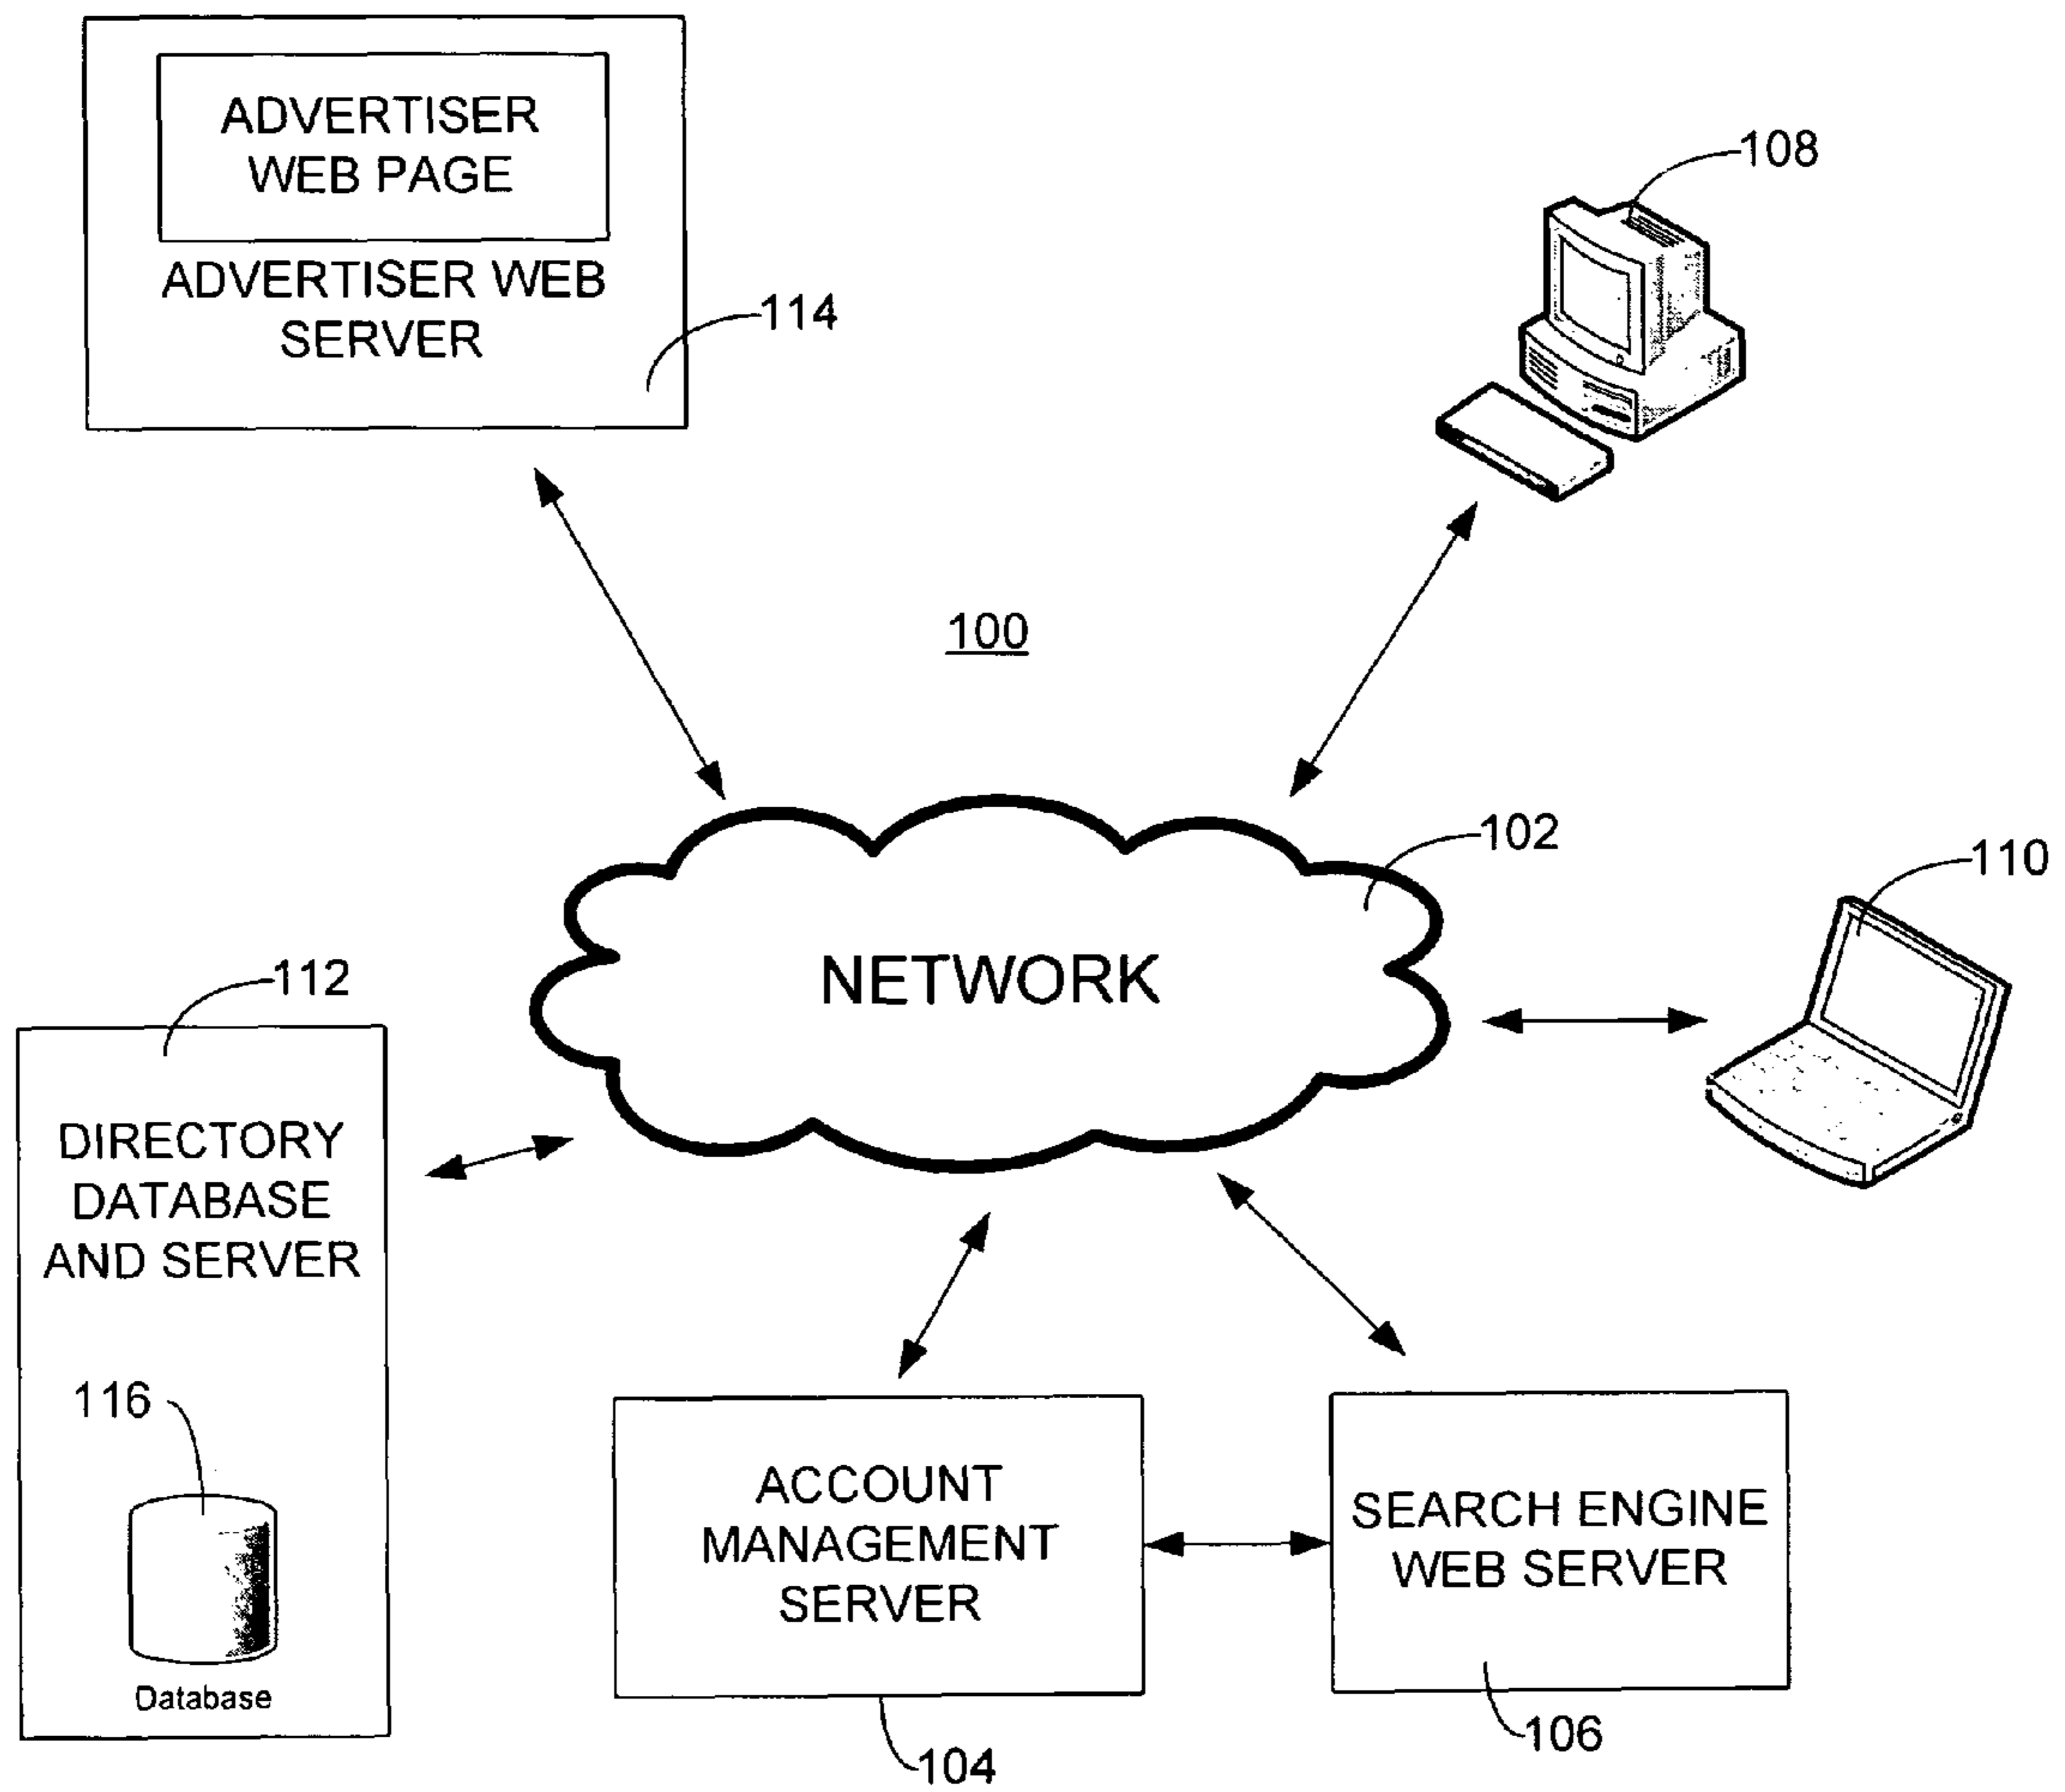 ADVERTISER
WEB PAGE
ADVERTISER WEB
SERVER
114
108
100
102
NETWORK
110
112
DIRECTORY
DATABASE
AND SERVER
116
Database
ACCOUNT
MANAGEMENT
SERVER
104
SEARCH ENGINE
WEB SERVER
106